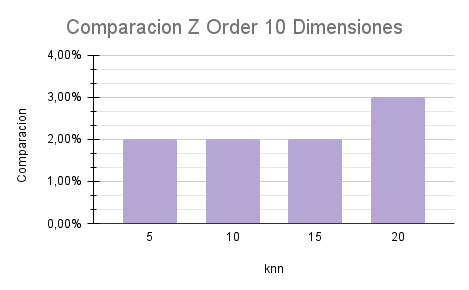 Comparacion Z Order 10 Dimensiones
4,00%
3,00%
2,00%
1,00%
0,00%
Comparacion
5 10 15 20
knn